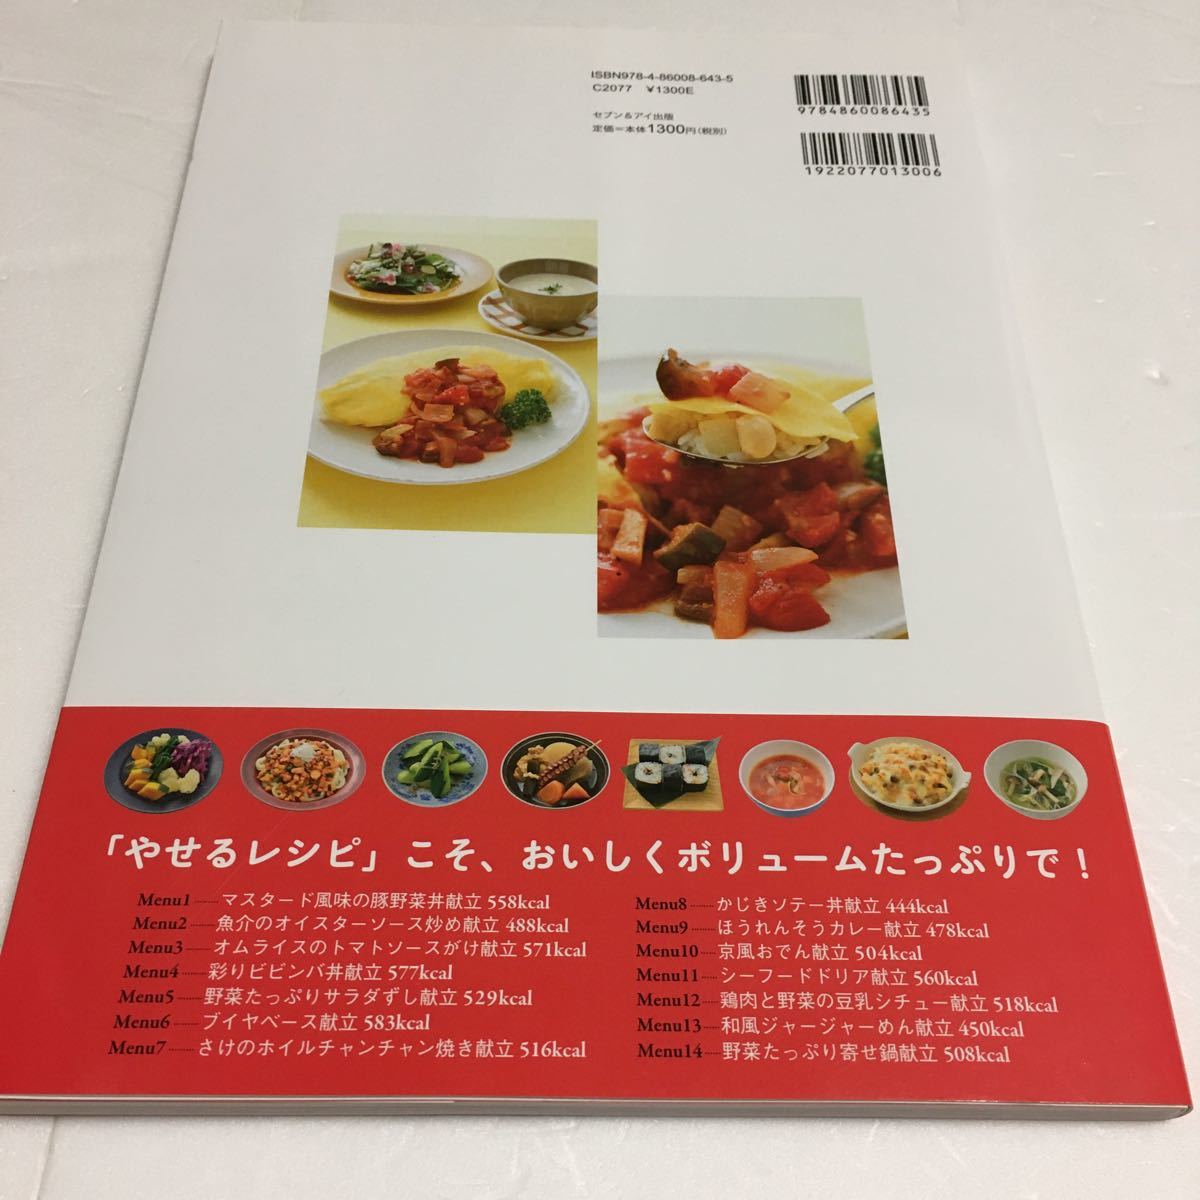 ISBN978-4-86008-643-5
C2077 ¥1300E
セブン&アイ出版
定価=本体1300円(税別)
9784860086435
1922077013006
「やせるレシピ」こそ、おいしくボリュームたっぷりで！
Menu1……マスタード風味の豚野菜丼献立 558kcal
Menu2……魚介のオイスターソース炒め献立 488kcal
Menu3……オムライスのトマトソースがけ献立 571kcal
Menu4……彩りビビンバ丼献立 577kcal
Menu5……野菜たっぷりサラダずし献立 529kcal
Menu6……ブイヤベース献立 583kcal
Menu7……さけのホイルチャンチャン焼き献立 516kcal
Menu8……かじきソテー丼献立 444kcal
Menu9……ほうれんそうカレー献立 478kcal
Menu10……京風おでん献立 504kcal
Menu11……シーフードドリア献立 560kcal
Menu12……鶏肉と野菜の豆乳シチュー献立 518kcal
Menu13……和風ジャージャーめん献立 450kcal
Menu14……野菜たっぷり寄せ鍋献立 508kcal